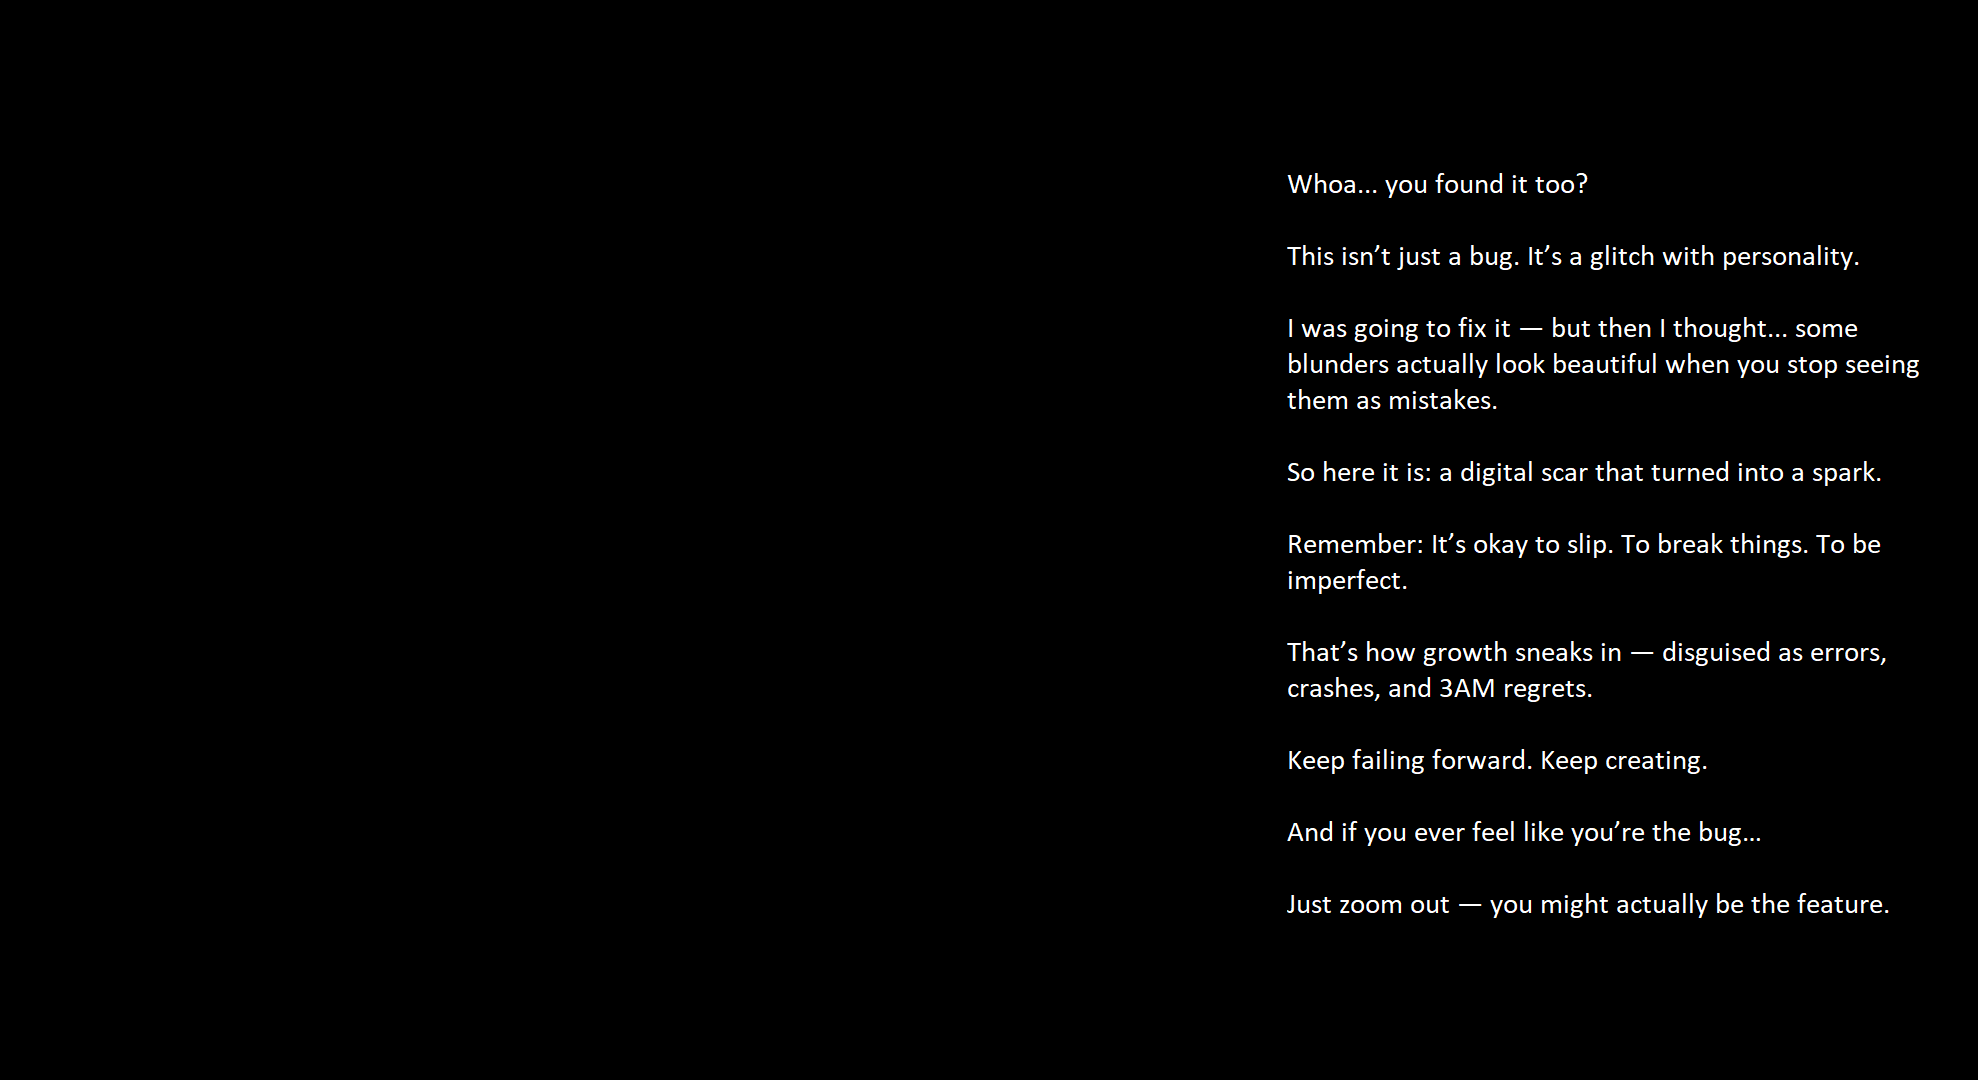 Whoa... you found it too?
This isn’t just a bug. It’s a glitch with personality.
I was going to fix it — but then I thought... some
blunders actually look beautiful when you stop seeing
them as mistakes.
So here it is: a digital scar that turned into a spark.
Remember: It’s okay to slip. To break things. To be
imperfect.
That’s how growth sneaks in — disguised as errors,
crashes, and 3AM regrets.
Keep failing forward. Keep creating.
And if you ever feel like you’re the bug...
Just zoom out — you might actually be the feature.